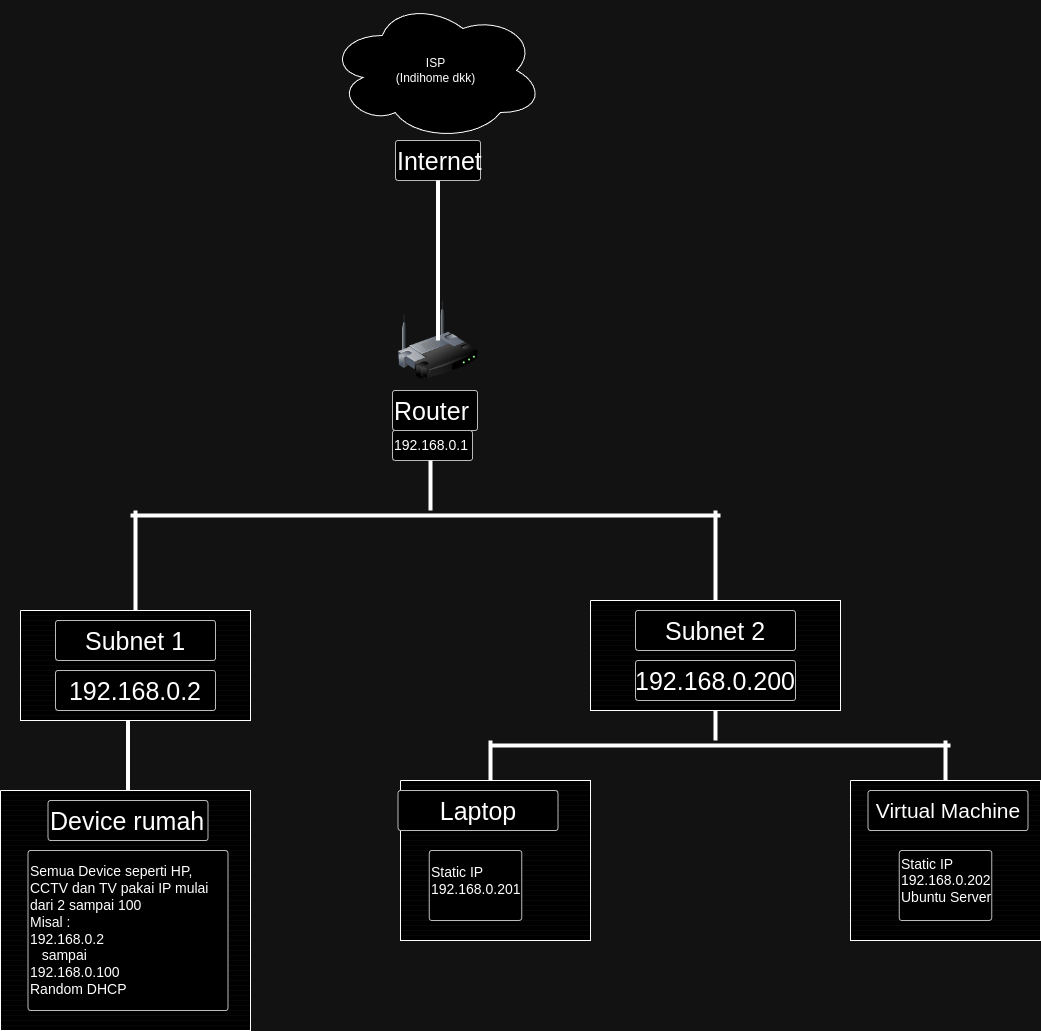 ISP
(Indihome dkk)
Internet
Router
192.168.0.1
Subnet 1
192.168.0.2
Subnet 2
192.168.0.200
Device rumah
Semua Device seperti HP,
CCTV dan TV pakai IP mulai
dari 2 sampai 100
Misal :
192.168.0.2
sampai
192.168.0.100
Random DHCP
Laptop
Static IP
192.168.0.201
Virtual Machine
Static IP
192.168.0.202
Ubuntu Server